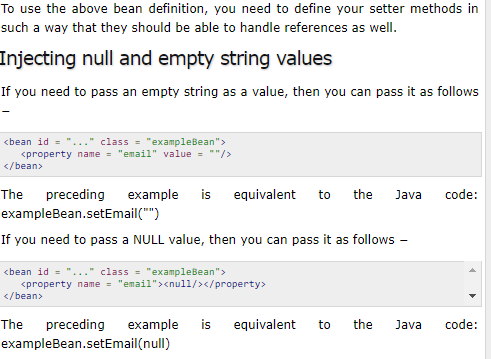 To use the above bean definition, you need to define your setter methods in
such a way that they should be able to handle references as well.
Injecting null and empty string values
If you need to pass an empty string as a value, then you can pass it as follows
–
<bean id = "..." class = "exampleBean">
   <property name = "email" value = ""/>
</bean>
The preceding example is equivalent to the Java code:
exampleBean.setEmail("")
If you need to pass a NULL value, then you can pass it as follows –
<bean id = "..." class = "exampleBean">
   <property name = "email"><null/></property>
</bean>
The preceding example is equivalent to the Java code:
exampleBean.setEmail(null)